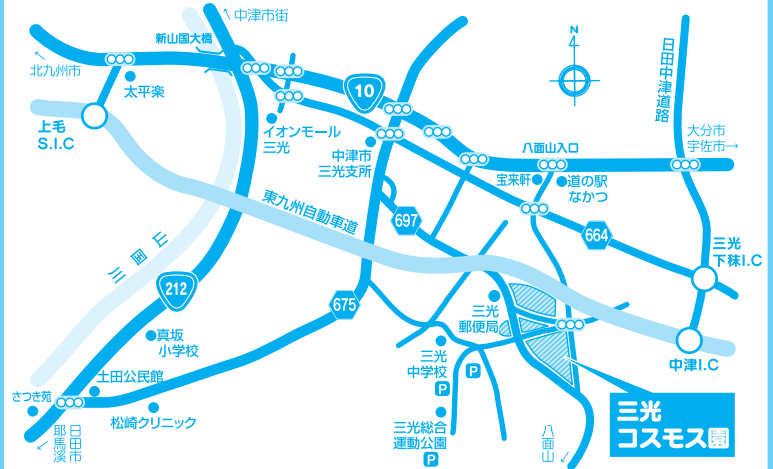 ↖中津市街
新山国大橋
↖
北九州市
太平楽
10
N
日田中津道路
大分市
宇佐市→
上毛
S.I.C
イオンモール
三光
中津市
三光支所
八面山入口
宝来軒
道の駅
なかつ
東九州自動車道
697
664
山国川
三光
下秣I.C
212
675
三光
郵便局
真坂
小学校
三光
中学校
P
P
中津I.C
土田公民館
さつき苑
松崎クリニック
三光総合
運動公園
P
日田市
耶馬溪
↙
八面山
↙
三光
コスモス園